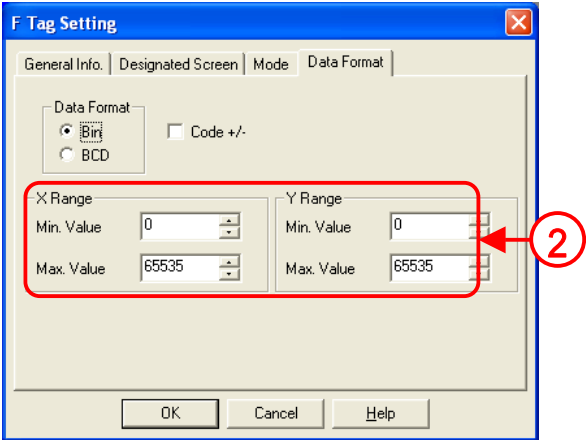 F Tag Setting
General Info. Designated Screen Mode Data Format
Data Format
Bin Code +/-
BCD
X Range Y Range
Min. Value 0 Min. Value 0
2
Max. Value 65535 Max. Value 65535
OK Cancel Help